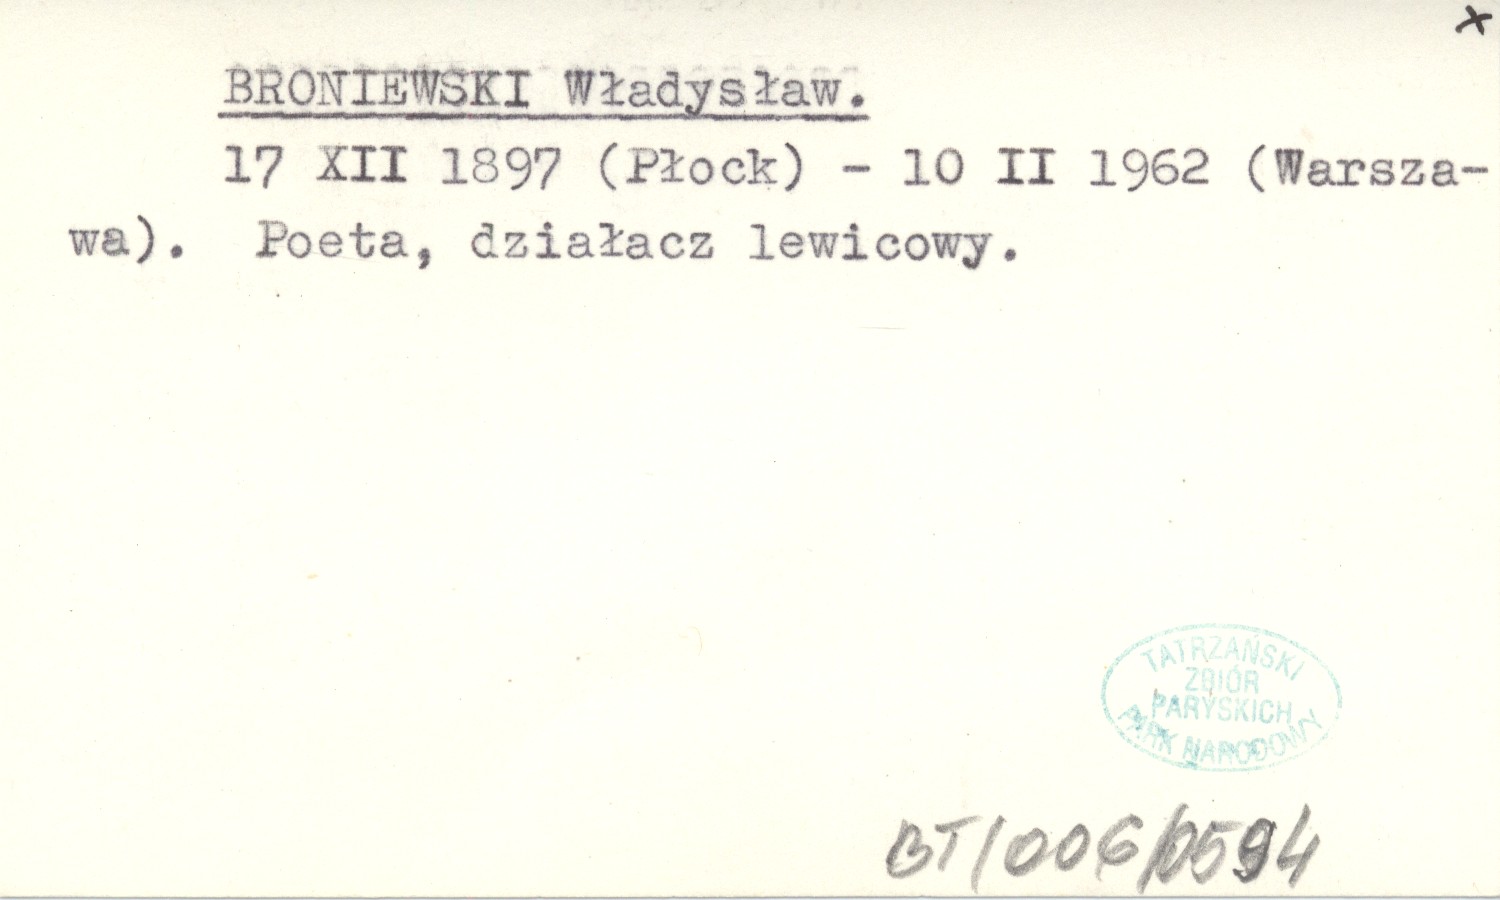 x
BRONIEWSKI Władysław.
17 XII 1897 (Płock) - 10 II 1962 (Warsza-
wa). Poeta, działacz lewicowy.
TATRZAŃSKI
ZBIÓR
PARYSKICH
PARK NARODOWY
BT/006/0594